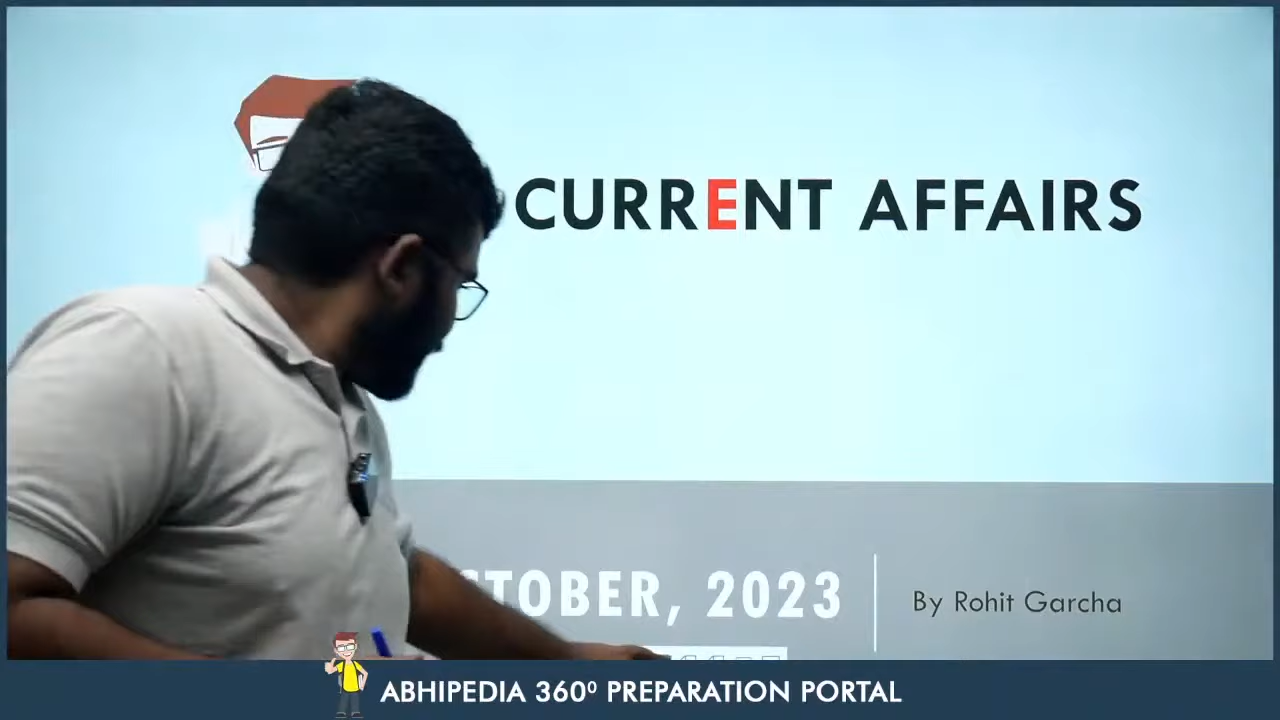 CURRENT AFFAIRS
TOBER, 2023
By Rohit Garcha
ABHIPEDIA 360⁰ PREPARATION PORTAL